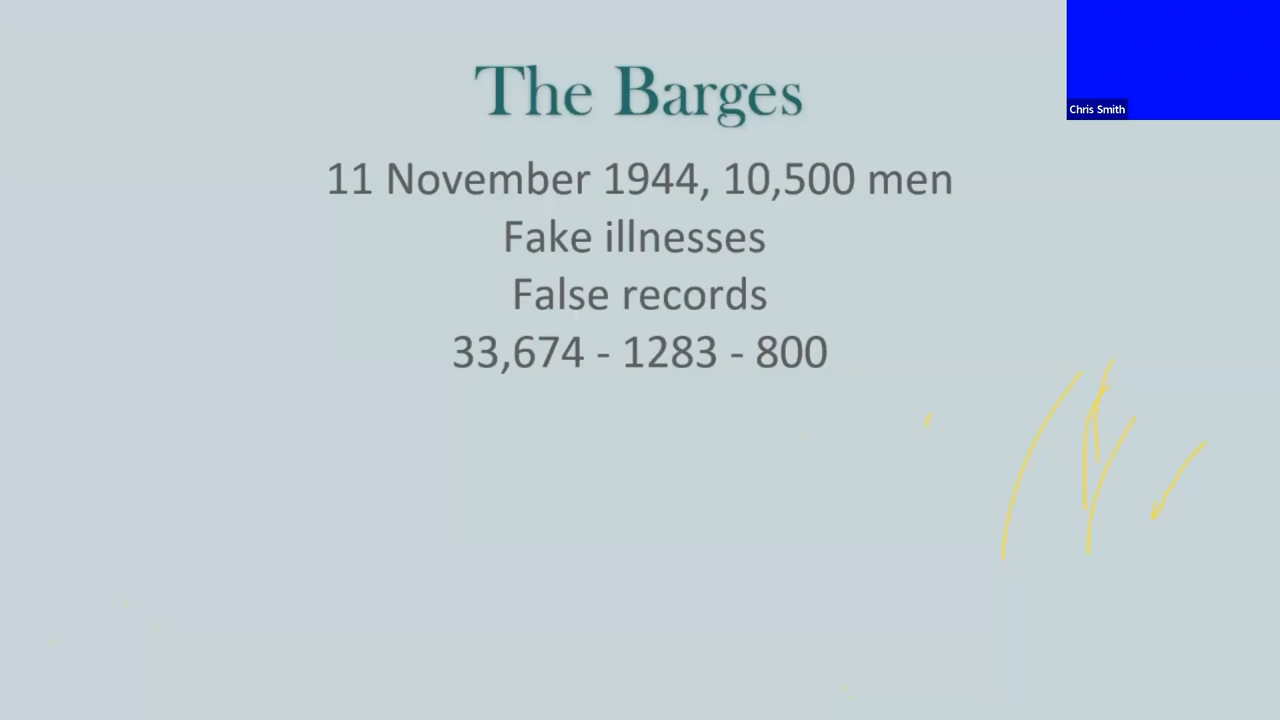 The Barges
Chris Smith
11 November 1944, 10,500 men
Fake illnesses
False records
33,674 - 1283 - 800